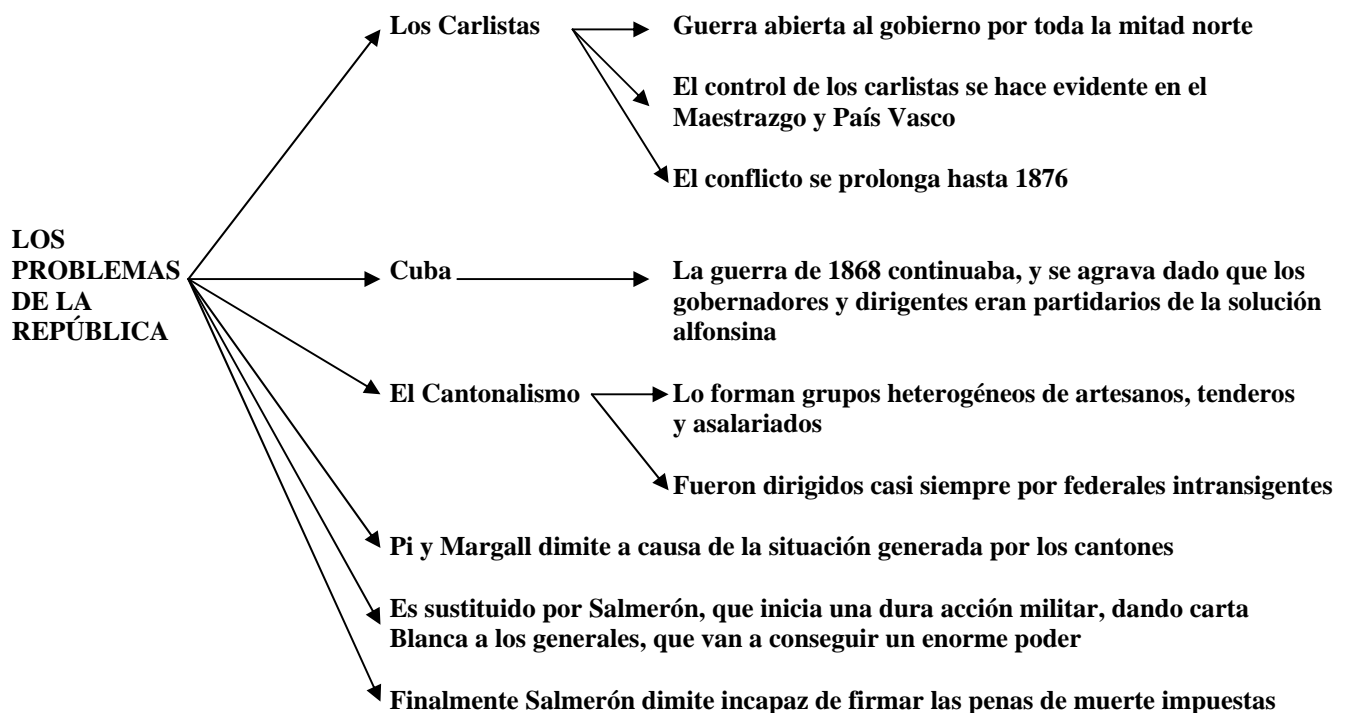 LOS
PROBLEMAS
DE LA
REPÚBLICA
Los Carlistas
Guerra abierta al gobierno por toda la mitad norte
El control de los carlistas se hace evidente en el
Maestrazgo y País Vasco
El conflicto se prolonga hasta 1876
Cuba
La guerra de 1868 continuaba, y se agrava dado que los
gobernadores y dirigentes eran partidarios de la solución
alfonsina
El Cantonalismo
Lo forman grupos heterogéneos de artesanos, tenderos
y asalariados
Fueron dirigidos casi siempre por federales intransigentes
Pi y Margall dimite a causa de la situación generada por los cantones
Es sustituido por Salmerón, que inicia una dura acción militar, dando carta
Blanca a los generales, que van a conseguir un enorme poder
Finalmente Salmerón dimite incapaz de firmar las penas de muerte impuestas